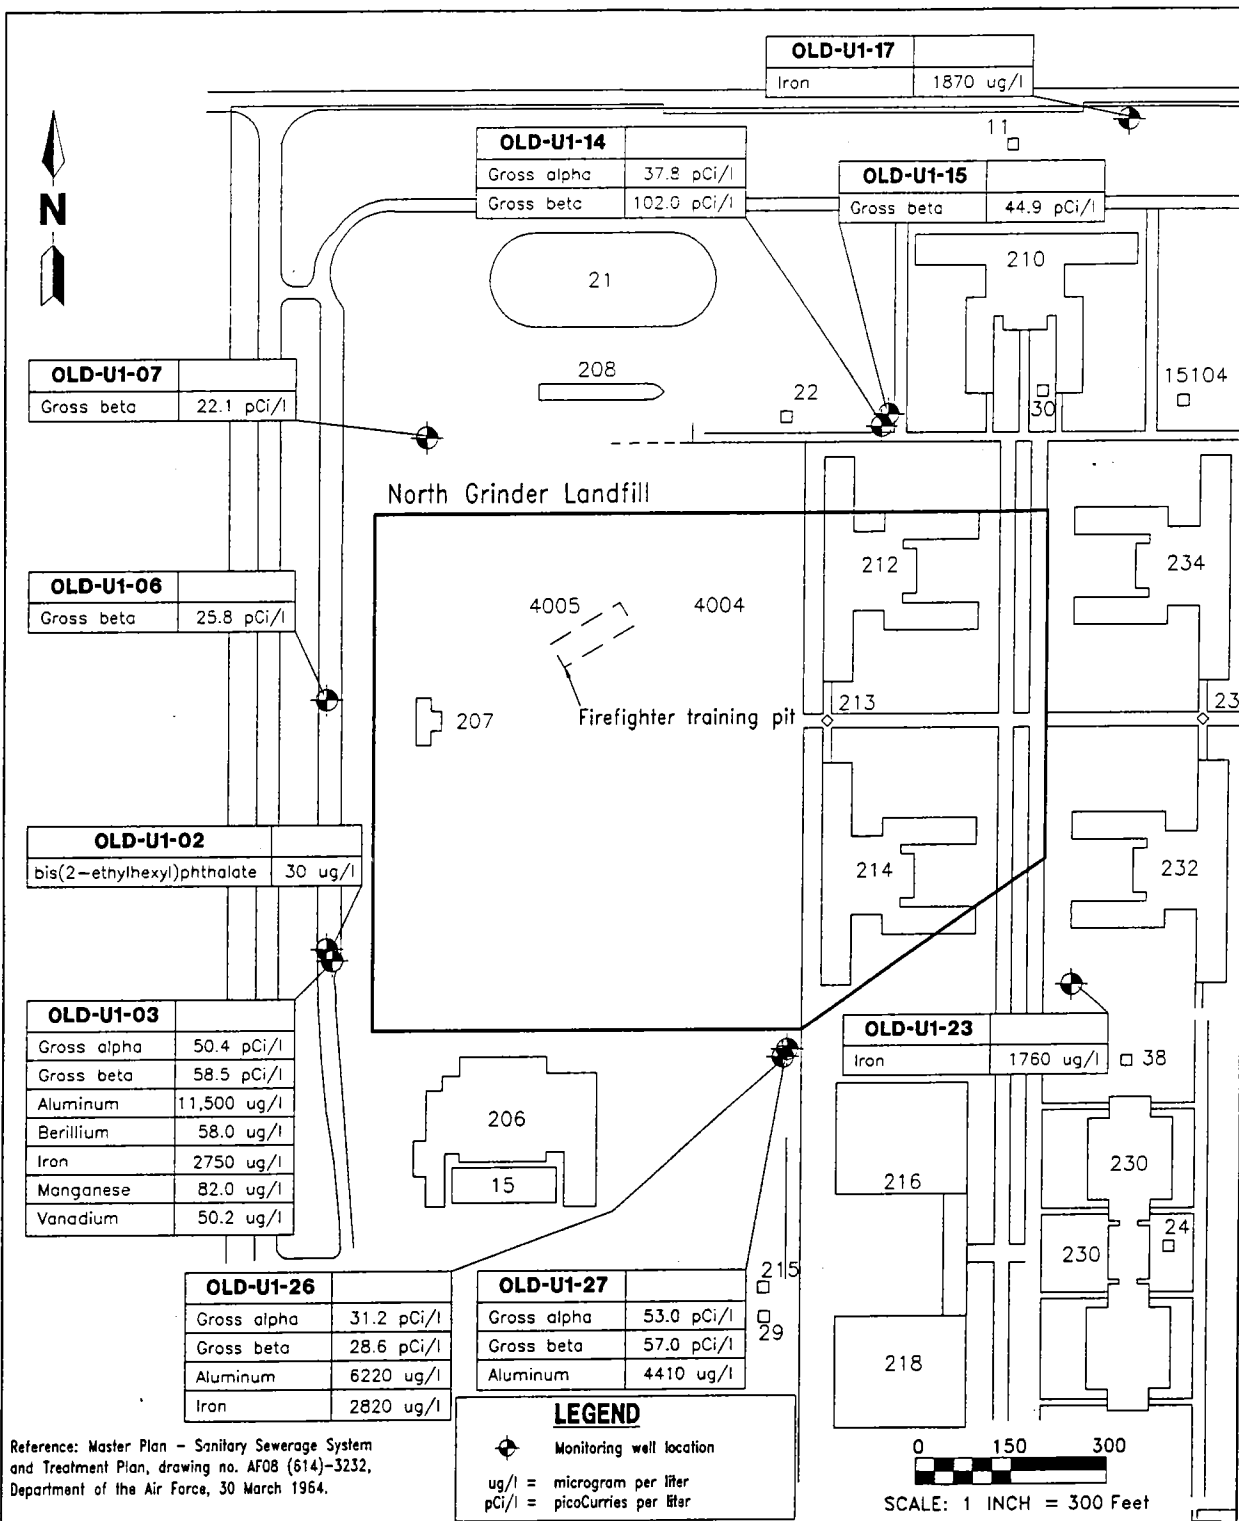 OLD-U1-17
Iron 1870 ug/l
11
OLD-U1-14
Gross alpha 37.8 pCi/l
Gross beta 102.0 pCi/l
OLD-U1-15
Gross beta 44.9 pCi/l
N
210
21
208
22
30
15104
OLD-U1-07
Gross beta 22.1 pCi/l
North Grinder Landfill
212
234
OLD-U1-06
Gross beta 25.8 pCi/l
4005
4004
213
23
207
Firefighter training pit
OLD-U1-02
bis(2-ethylhexyl)phthalate 30 ug/l
214
232
OLD-U1-03
Gross alpha 50.4 pCi/l
Gross beta 58.5 pCi/l
Aluminum 11,500 ug/l
Berillium 58.0 ug/l
Iron 2750 ug/l
Manganese 82.0 ug/l
Vanadium 50.2 ug/l
OLD-U1-23
Iron 1760 ug/l
38
206
15
216
230
230
24
215
29
218
OLD-U1-26
Gross alpha 31.2 pCi/l
Gross beta 28.6 pCi/l
Aluminum 6220 ug/l
Iron 2820 ug/l
OLD-U1-27
Gross alpha 53.0 pCi/l
Gross beta 57.0 pCi/l
Aluminum 4410 ug/l
LEGEND
Monitoring well location
ug/l = microgram per liter
pCi/l = picoCurries per liter
Reference: Master Plan - Sanitary Sewerage System
and Treatment Plan, drawing no. AF08 (614)-3232,
Department of the Air Force, 30 March 1964.
0 150 300
SCALE: 1 INCH = 300 Feet